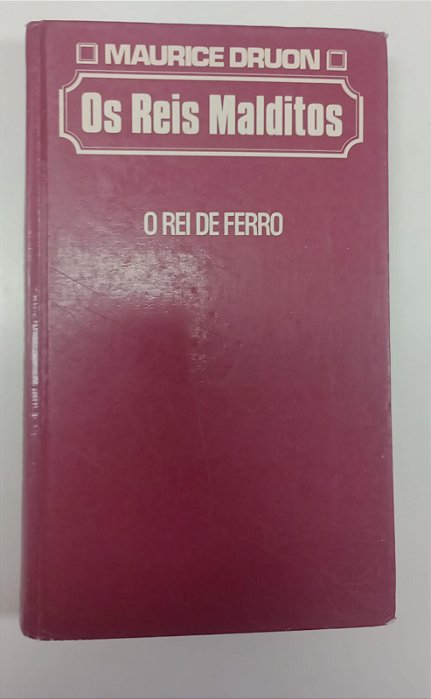 MAURICE DRUON
Os Reis Malditos
O REI DE FERRO